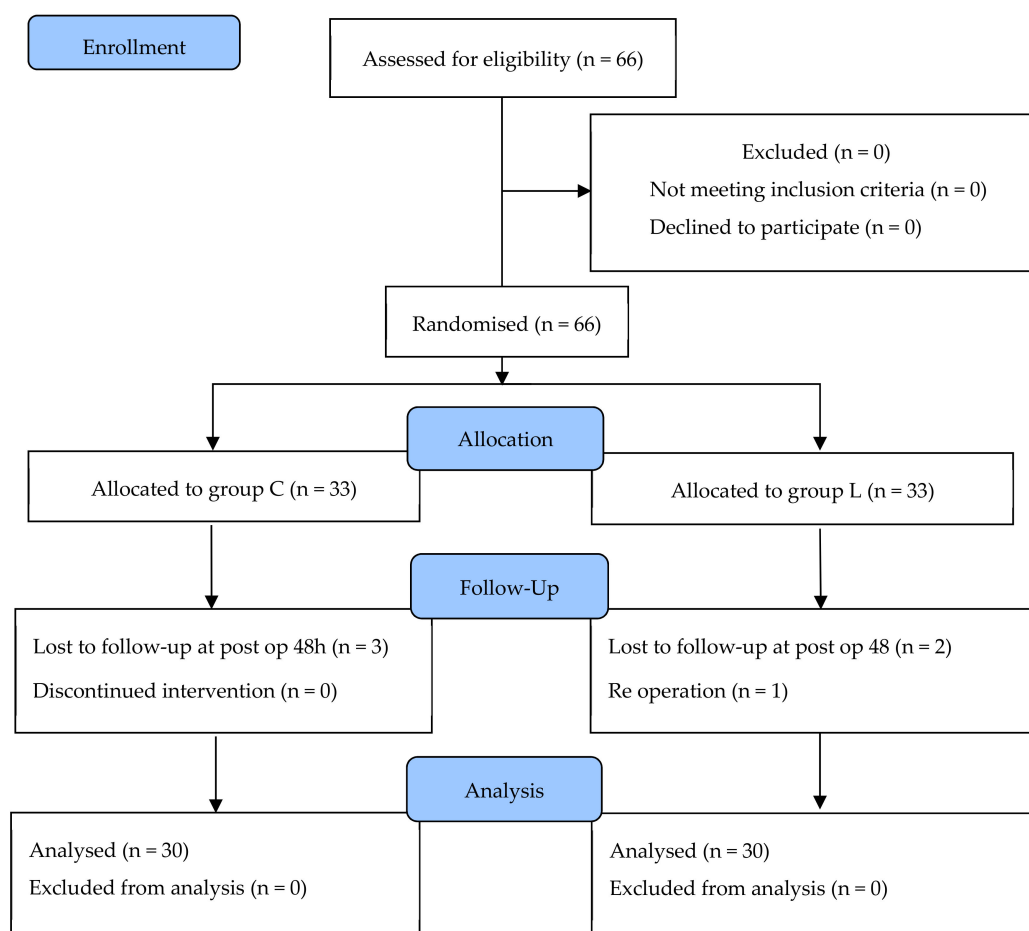 Enrollment
Assessed for eligibility (n = 66)
Excluded (n = 0)
Not meeting inclusion criteria (n = 0)
Declined to participate (n = 0)
Randomised (n = 66)
Allocation
Allocated to group C (n = 33)
Allocated to group L (n = 33)
Follow-Up
Lost to follow-up at post op 48h (n = 3)
Discontinued intervention (n = 0)
Lost to follow-up at post op 48 (n = 2)
Re operation (n = 1)
Analysis
Analysed (n = 30)
Excluded from analysis (n = 0)
Analysed (n = 30)
Excluded from analysis (n = 0)